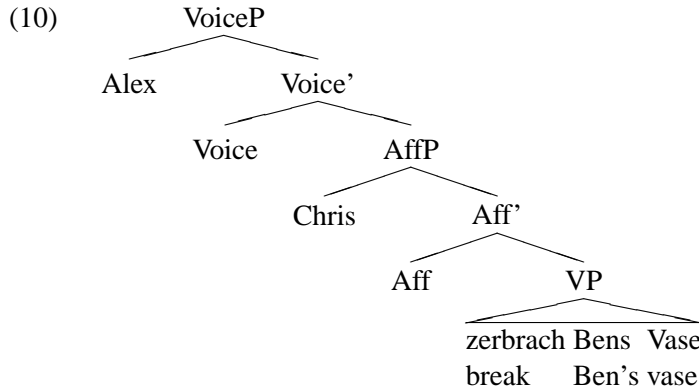 (10) VoiceP
Alex Voice’
Voice AffP
Chris Aff’
Aff VP
zerbrach Bens Vase
break Ben’s vase